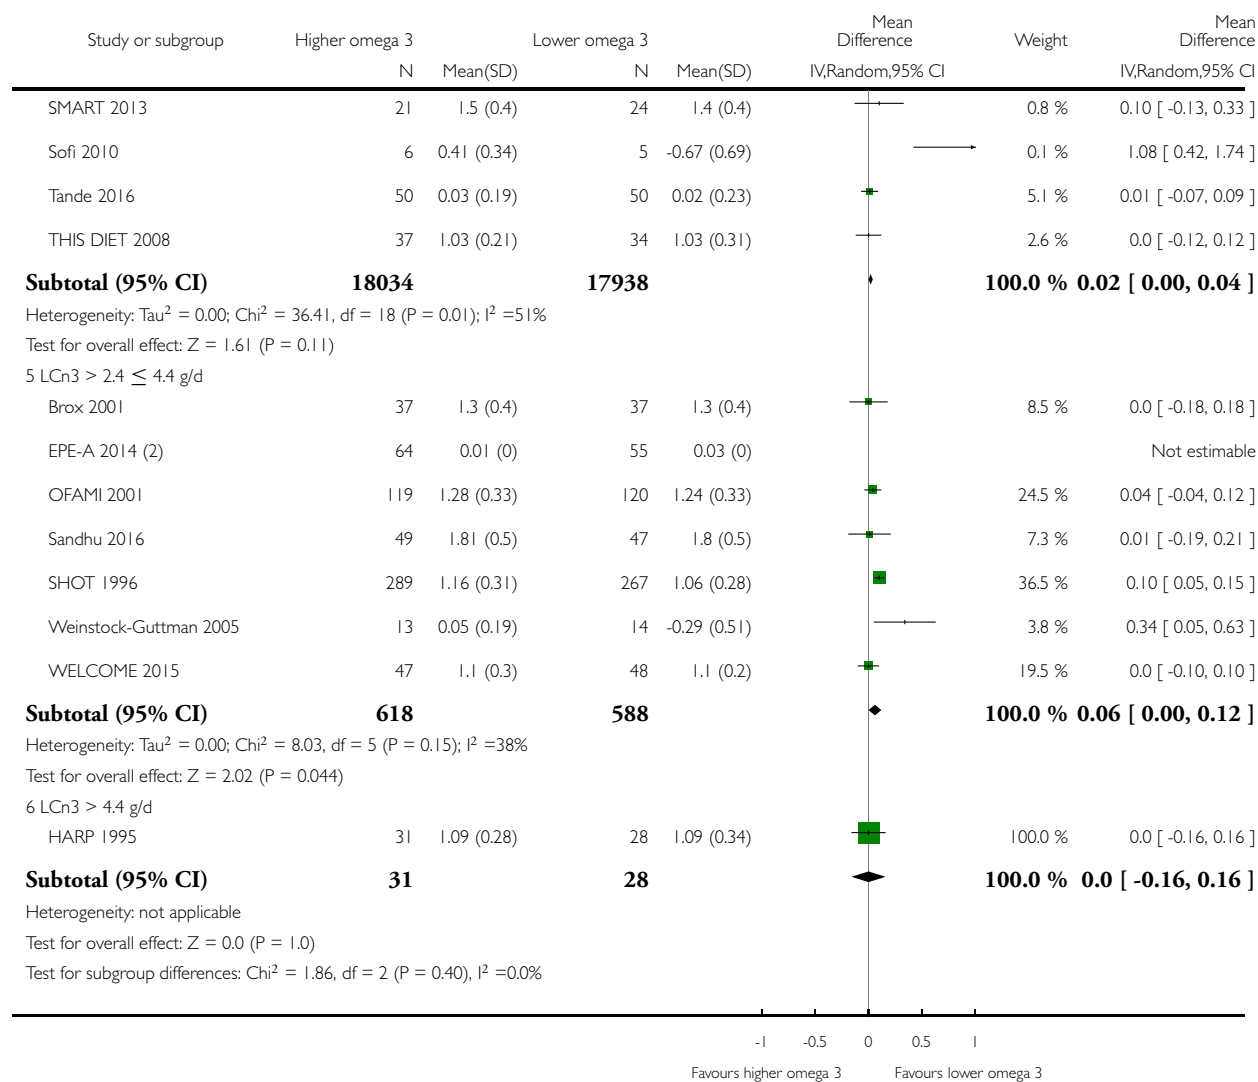 Study or subgroup Higher omega 3 Lower omega 3 Mean Difference Weight Mean Difference
N Mean(SD) N Mean(SD) IV,Random,95% CI IV,Random,95% CI
SMART 2013 21 1.5 (0.4) 24 1.4 (0.4) 0.8 % 0.10 [ -0.13, 0.33 ]
Sofi 2010 6 0.41 (0.34) 5 -0.67 (0.69) 0.1 % 1.08 [ 0.42, 1.74 ]
Tande 2016 50 0.03 (0.19) 50 0.02 (0.23) 5.1 % 0.01 [ -0.07, 0.09 ]
THIS DIET 2008 37 1.03 (0.21) 34 1.03 (0.31) 2.6 % 0.0 [ -0.12, 0.12 ]
Subtotal (95% CI) 18034 17938 100.0 % 0.02 [ 0.00, 0.04 ]
Heterogeneity: Tau² = 0.00; Chi² = 36.41, df = 18 (P = 0.01); I² =51%
Test for overall effect: Z = 1.61 (P = 0.11)
5 LCn3 > 2.4 ≤ 4.4 g/d
Brox 2001 37 1.3 (0.4) 37 1.3 (0.4) 8.5 % 0.0 [ -0.18, 0.18 ]
EPE-A 2014 (2) 64 0.01 (0) 55 0.03 (0) Not estimable
OFAMI 2001 119 1.28 (0.33) 120 1.24 (0.33) 24.5 % 0.04 [ -0.04, 0.12 ]
Sandhu 2016 49 1.81 (0.5) 47 1.8 (0.5) 7.3 % 0.01 [ -0.19, 0.21 ]
SHOT 1996 289 1.16 (0.31) 267 1.06 (0.28) 36.5 % 0.10 [ 0.05, 0.15 ]
Weinstock-Guttman 2005 13 0.05 (0.19) 14 -0.29 (0.51) 3.8 % 0.34 [ 0.05, 0.63 ]
WELCOME 2015 47 1.1 (0.3) 48 1.1 (0.2) 19.5 % 0.0 [ -0.10, 0.10 ]
Subtotal (95% CI) 618 588 100.0 % 0.06 [ 0.00, 0.12 ]
Heterogeneity: Tau² = 0.00; Chi² = 8.03, df = 5 (P = 0.15); I² =38%
Test for overall effect: Z = 2.02 (P = 0.044)
6 LCn3 > 4.4 g/d
HARP 1995 31 1.09 (0.28) 28 1.09 (0.34) 100.0 % 0.0 [ -0.16, 0.16 ]
Subtotal (95% CI) 31 28 100.0 % 0.0 [ -0.16, 0.16 ]
Heterogeneity: not applicable
Test for overall effect: Z = 0.0 (P = 1.0)
Test for subgroup differences: Chi² = 1.86, df = 2 (P = 0.40), I² =0.0%
-1 -0.5 0 0.5 1
Favours higher omega 3 Favours lower omega 3